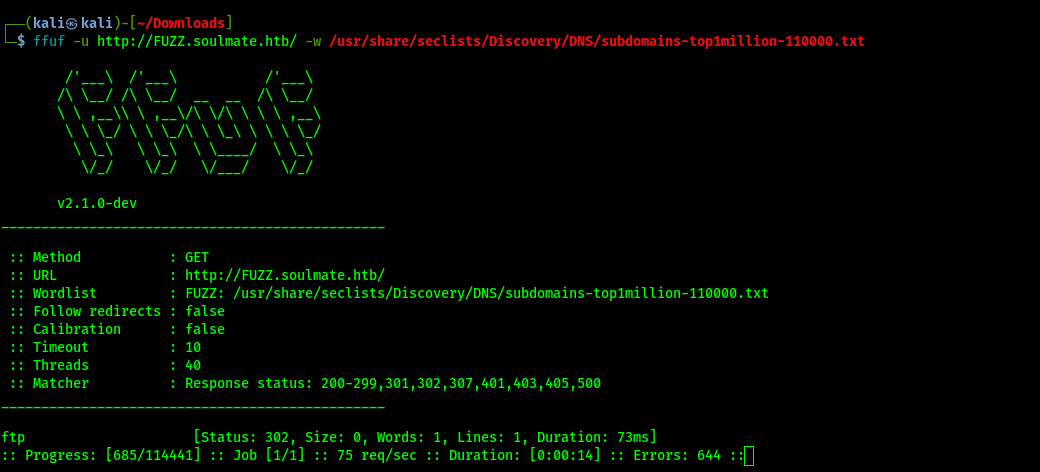 ┌──(kali㉿kali)-[~/Downloads]
└─$ ffuf -u http://FUZZ.soulmate.htb/ -w /usr/share/seclists/Discovery/DNS/subdomains-top1million-110000.txt

        /'___\  /'___\           /'___\
       /\ \__/ /\ \__/  __  __  /\ \__/
       \ \ ,__\\ \ ,__\/\ \/\ \ \ \ ,__\
        \ \ \_/ \ \ \_/\ \ \_\ \ \ \ \_/
         \ \_\   \ \_\  \ \____/  \ \_\
          \/_/    \/_/   \/___/    \/_/

       v2.1.0-dev
________________________________________________

 :: Method           : GET
 :: URL              : http://FUZZ.soulmate.htb/
 :: Wordlist         : FUZZ: /usr/share/seclists/Discovery/DNS/subdomains-top1million-110000.txt
 :: Follow redirects : false
 :: Calibration      : false
 :: Timeout          : 10
 :: Threads          : 40
 :: Matcher          : Response status: 200-299,301,302,307,401,403,405,500
________________________________________________

ftp                     [Status: 302, Size: 0, Words: 1, Lines: 1, Duration: 73ms]
:: Progress: [685/114441] :: Job [1/1] :: 75 req/sec :: Duration: [0:00:14] :: Errors: 644 ::